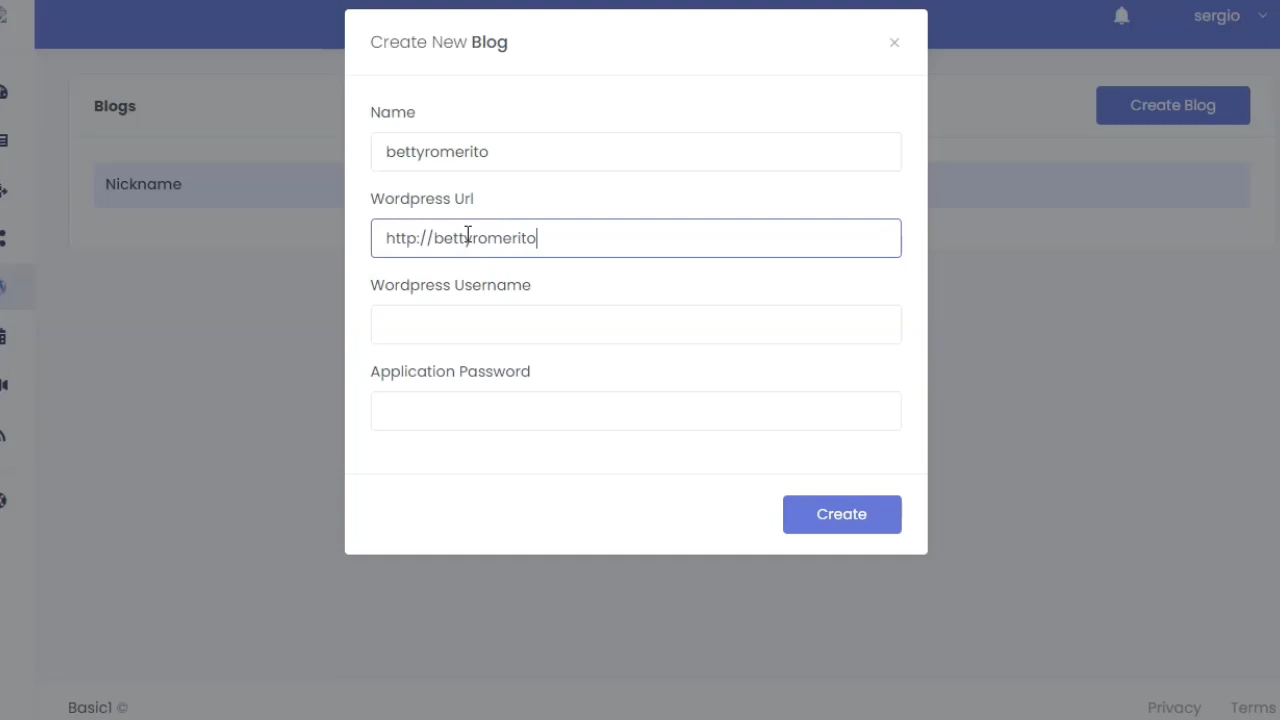 sergio
Create New Blog
Blogs
Create Blog
Name
bettyromerito
Nickname
Wordpress Url
http://bettyromerito
Wordpress Username
Application Password
Create
Basic1 ©
Privacy
Terms